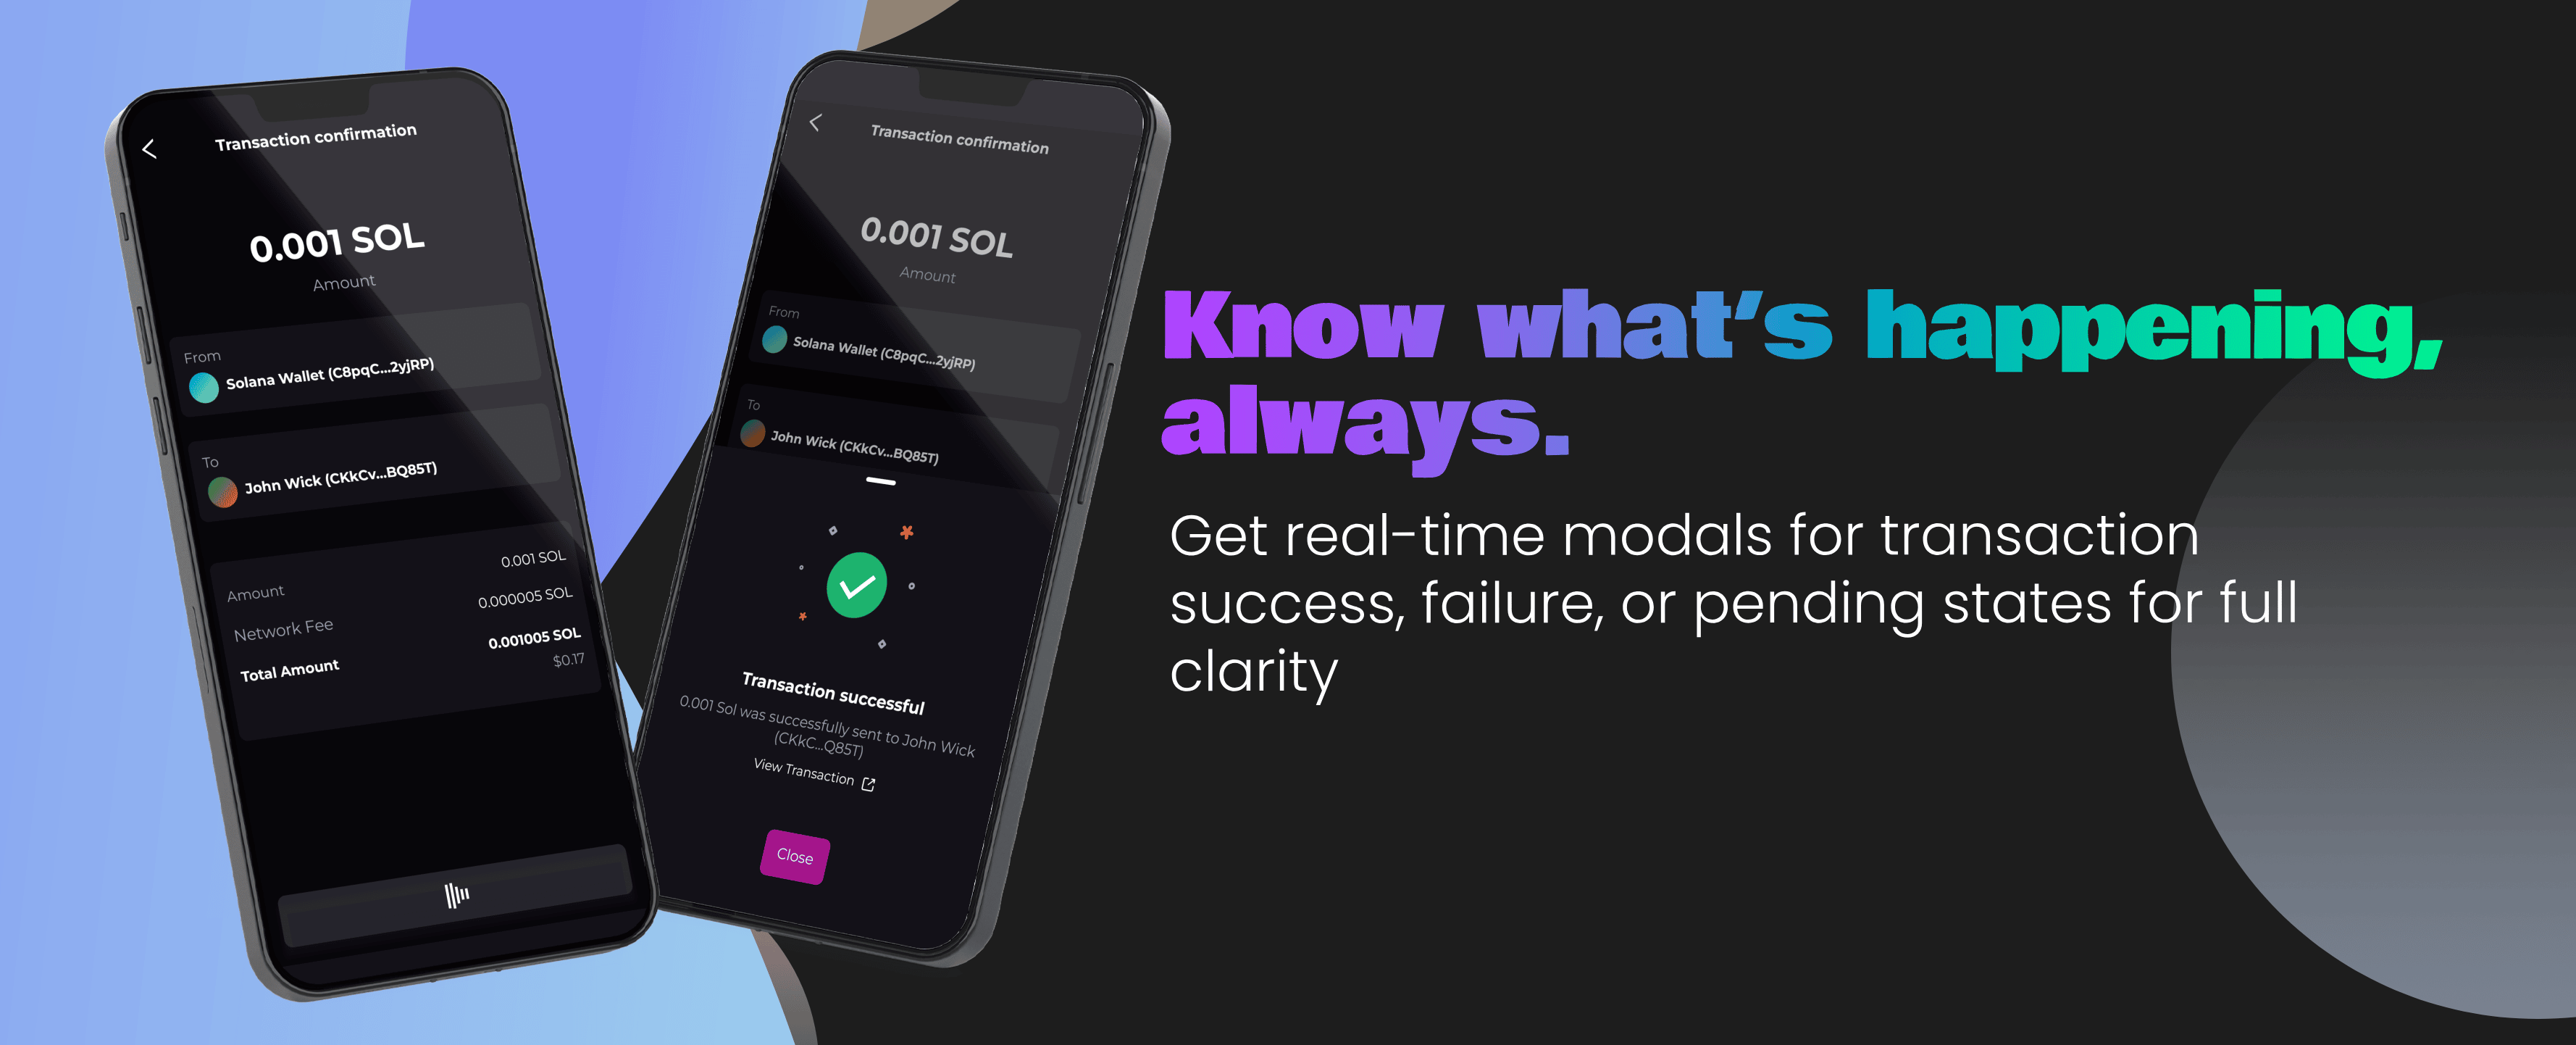 Transaction confirmation
0.001 SOL
Amount
From
Solana Wallet (C8pqC...2yjRP)
To
John Wick (CKkCv...BQ85T)
Amount
0.001 SOL
Network Fee
0.000005 SOL
Total Amount
0.001005 SOL
$0.17
Transaction confirmation
0.001 SOL
Amount
From
Solana Wallet (C8pqC...2yjRP)
To
John Wick (CKkCv...BQ85T)
Transaction successful
0.001 Sol was successfully sent to John Wick
(CKkC...Q85T)
View Transaction
Close
Know what's happening,
always.
Get real-time modals for transaction
success, failure, or pending states for full
clarity